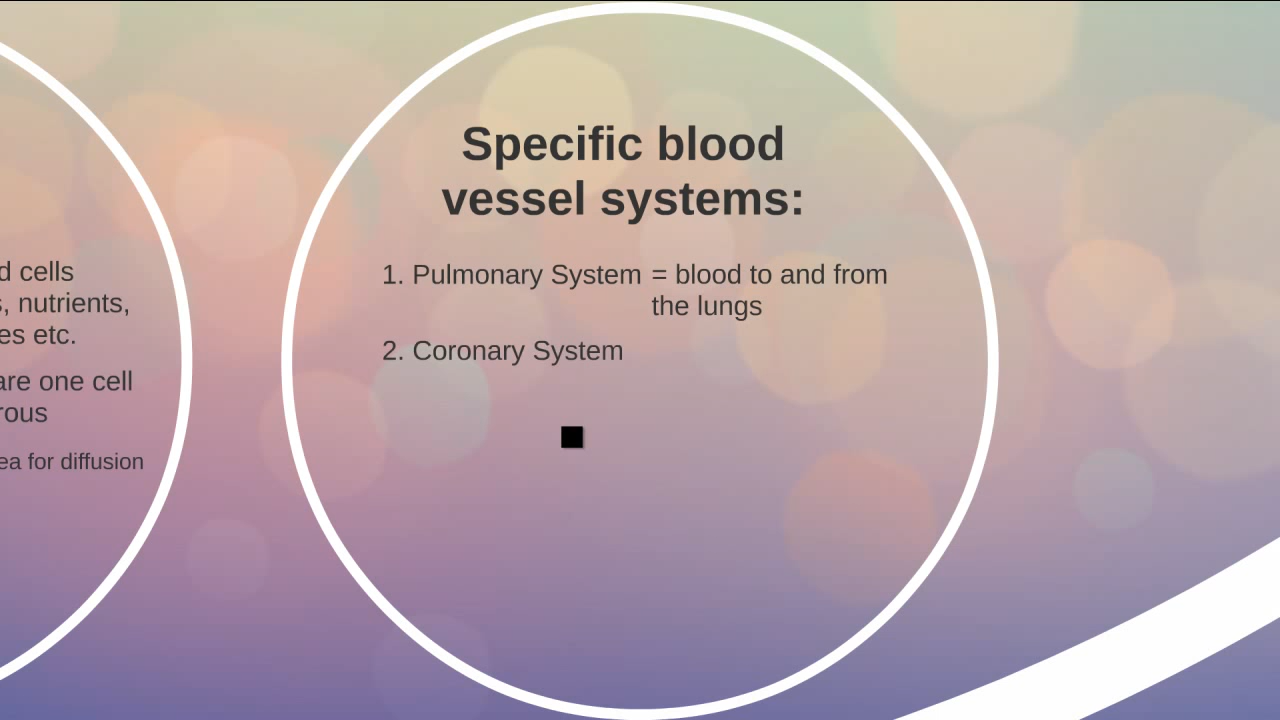 Specific blood
vessel systems:
1. Pulmonary System = blood to and from
the lungs
2. Coronary System
d cells
, nutrients,
es etc.
are one cell
rous
ea for diffusion